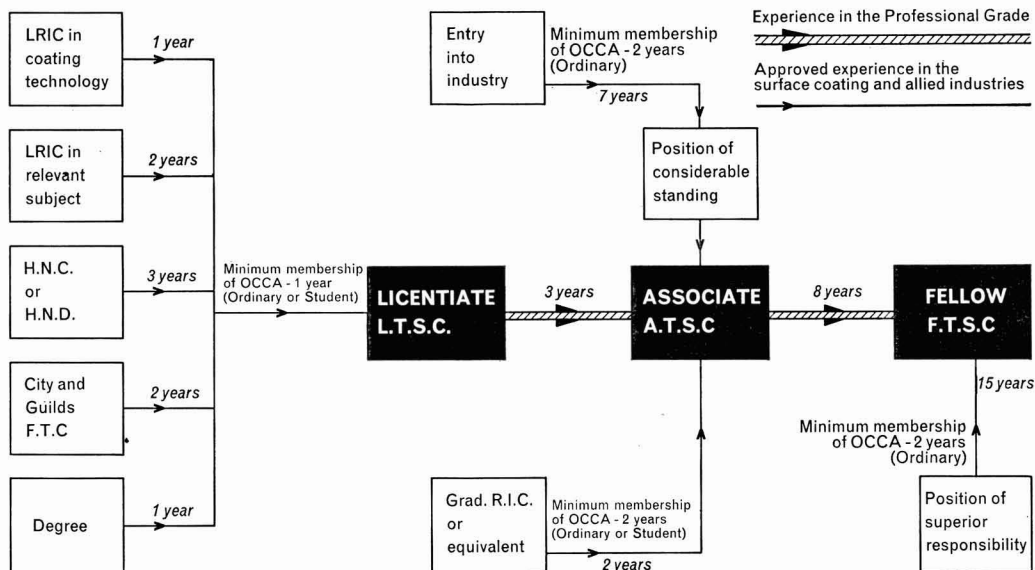 LRIC in
coating
technology
1 year
LRIC in
relevant
subject
2 years
H.N.C.
or
H.N.D.
3 years
City and
Guilds
F.T.C
2 years
Degree
1 year
Minimum membership
of OCCA - 1 year
(Ordinary or Student)
LICENTIATE
L.T.S.C.
3 years
Entry
into
industry
Minimum membership
of OCCA - 2 years
(Ordinary)
7 years
Position of
considerable
standing
ASSOCIATE
A.T.S.C
Grad. R.I.C.
or
equivalent
Minimum membership
of OCCA - 2 years
(Ordinary or Student)
2 years
8 years
FELLOW
F.T.S.C
15 years
Minimum membership
of OCCA - 2 years
(Ordinary)
Position of
superior
responsibility
Experience in the Professional Grade
Approved experience in the
surface coating and allied industries